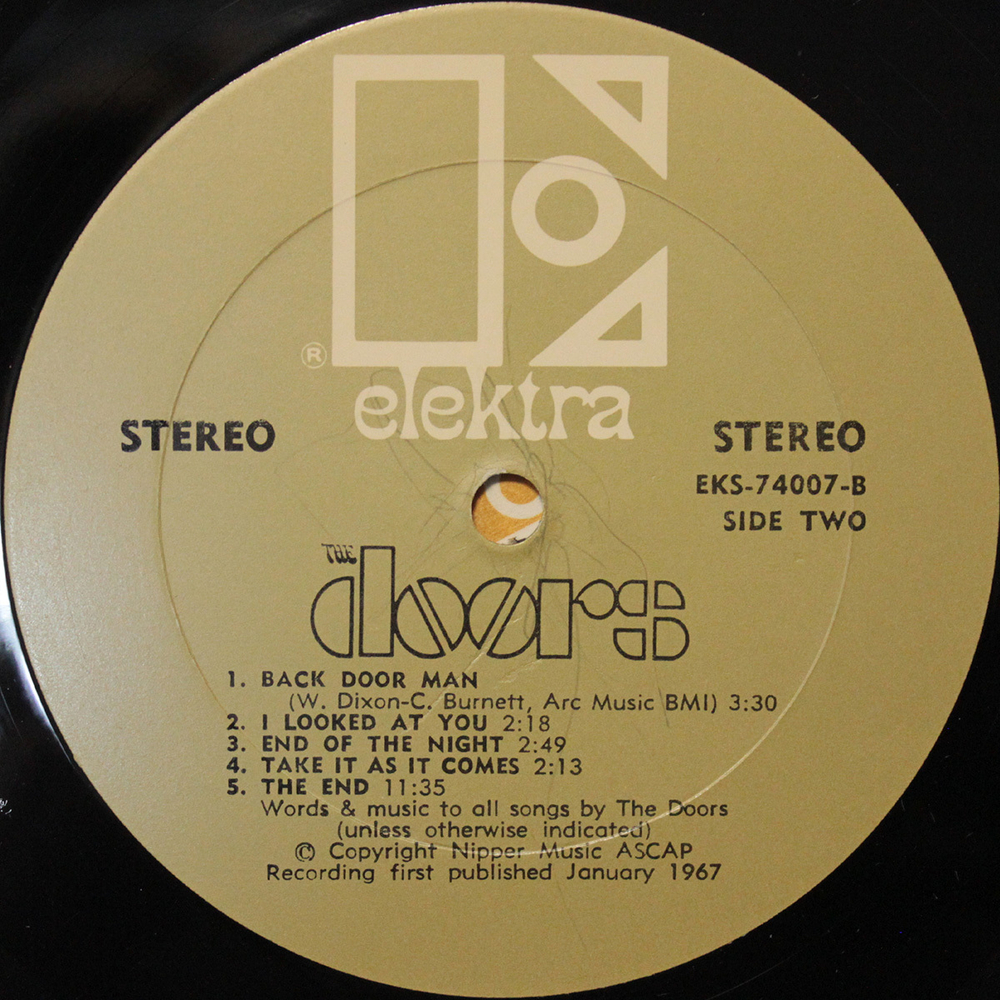 ®
elektra
STEREO
STEREO
EKS-74007-B
SIDE TWO
THE
doors
1. BACK DOOR MAN
(W. Dixon-C. Burnett, Arc Music BMI) 3:30
2. I LOOKED AT YOU 2:18
3. END OF THE NIGHT 2:49
4. TAKE IT AS IT COMES 2:13
5. THE END 11:35
Words & music to all songs by The Doors
(unless otherwise indicated)
© Copyright Nipper Music ASCAP
Recording first published January 1967